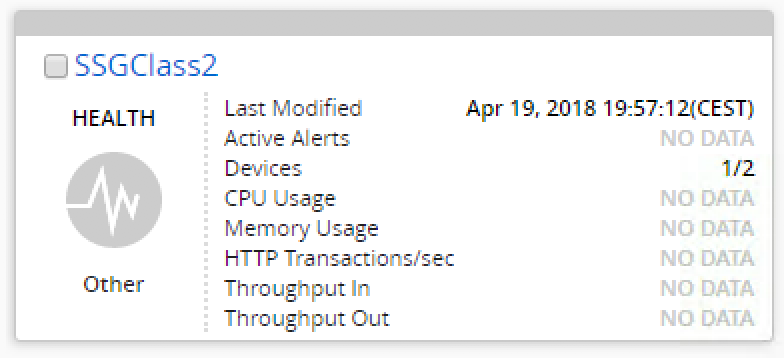 SSGClass2
HEALTH
Other
Last Modified Apr 19, 2018 19:57:12(CEST)
Active Alerts NO DATA
Devices 1/2
CPU Usage NO DATA
Memory Usage NO DATA
HTTP Transactions/sec NO DATA
Throughput In NO DATA
Throughput Out NO DATA